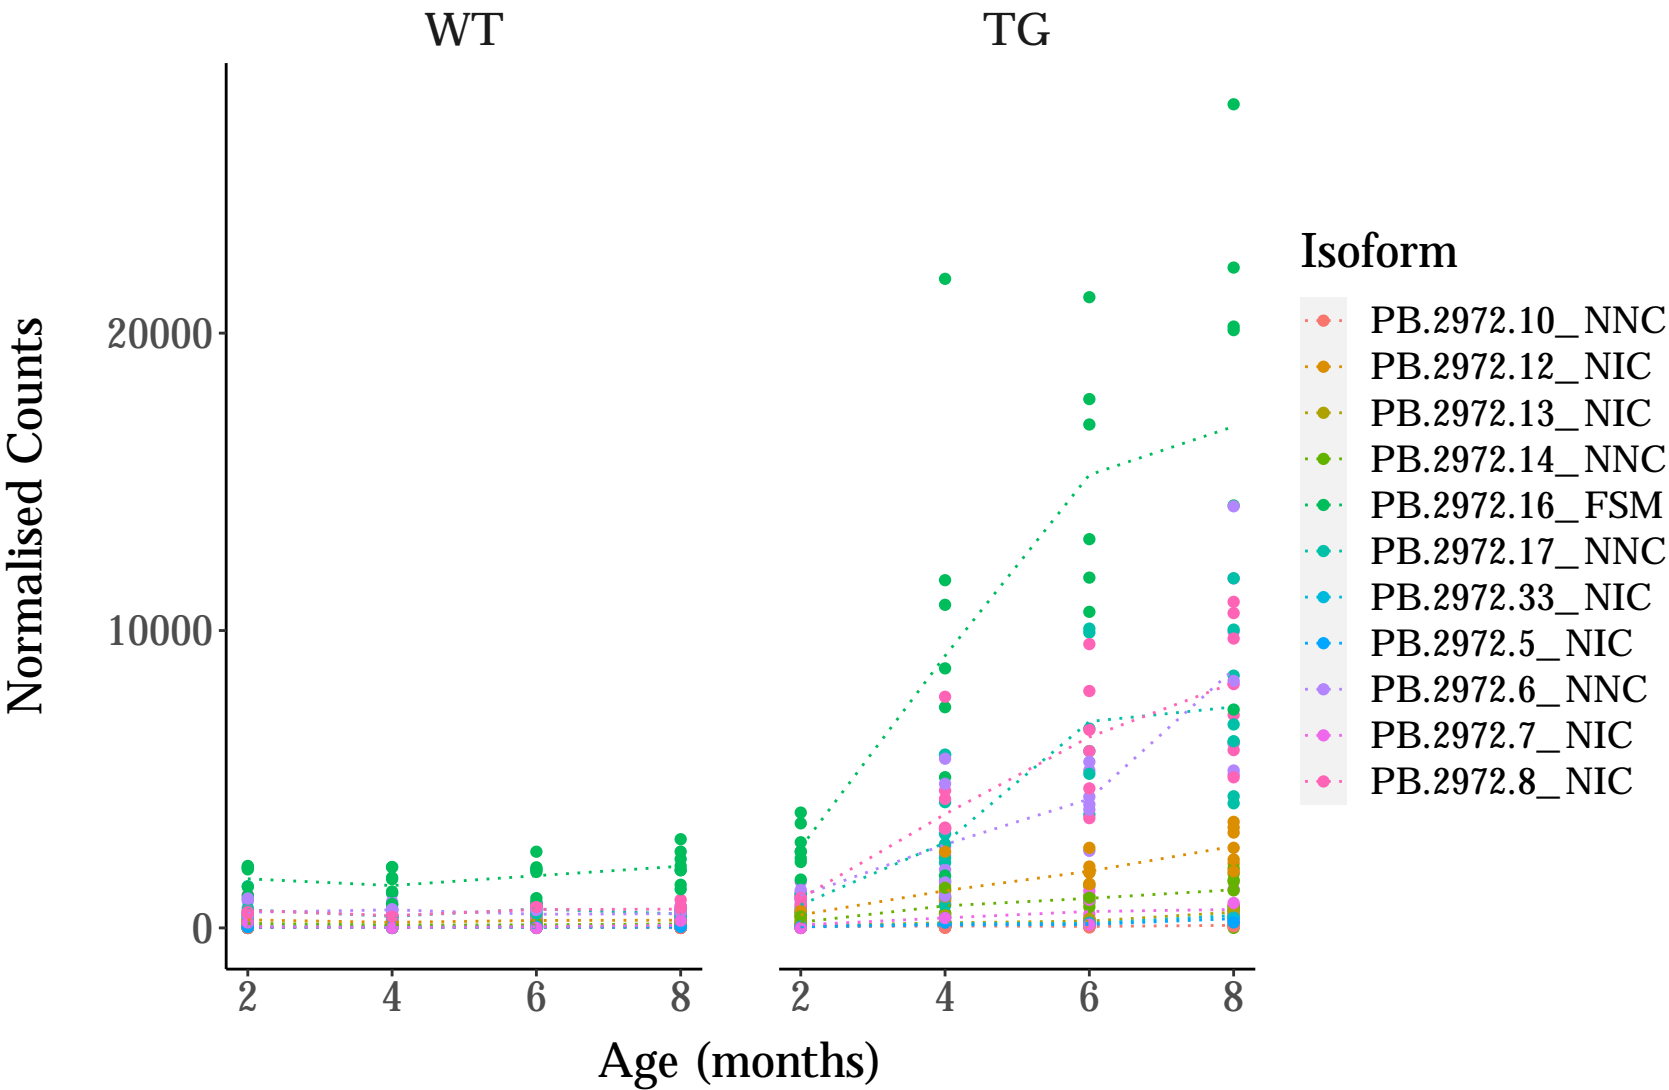 WT
TG
Normalised Counts
20000
10000
0
2 4 6 8
2 4 6 8
Age (months)
Isoform
PB.2972.10_NNC
PB.2972.12_NIC
PB.2972.13_NIC
PB.2972.14_NNC
PB.2972.16_FSM
PB.2972.17_NNC
PB.2972.33_NIC
PB.2972.5_NIC
PB.2972.6_NNC
PB.2972.7_NIC
PB.2972.8_NIC